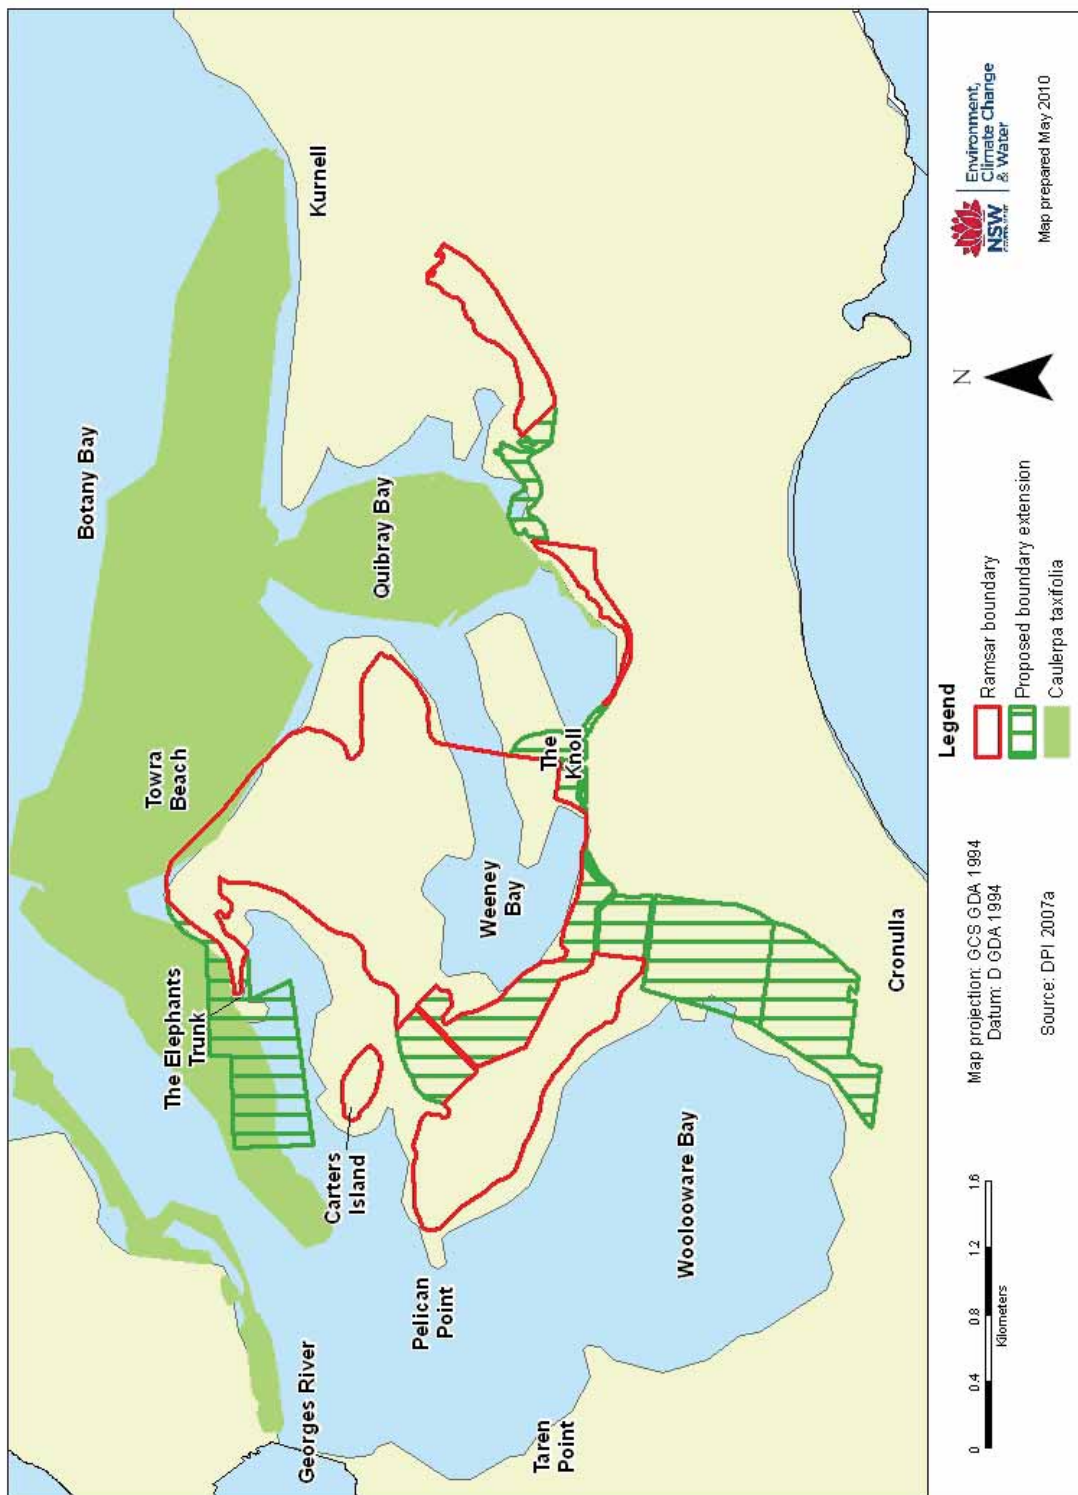 Botany Bay
Kurnell
Towra
Beach
Quibray Bay
The Elephants
Trunk
Carters
Island
Weeney
Bay
The
Knoll
Georges River
Pelican
Point
Woolooware Bay
Taren
Point
Cronulla
0 0.4 0.8 1.2 1.6
Kilometers
Map projection: GCS GDA 1994
Datum: D GDA 1994
Source: DPI 2007a
Legend
Ramsar boundary
Proposed boundary extension
Caulerpa taxifolia
N
NSW
Environment,
Climate Change
& Water
Map prepared May 2010